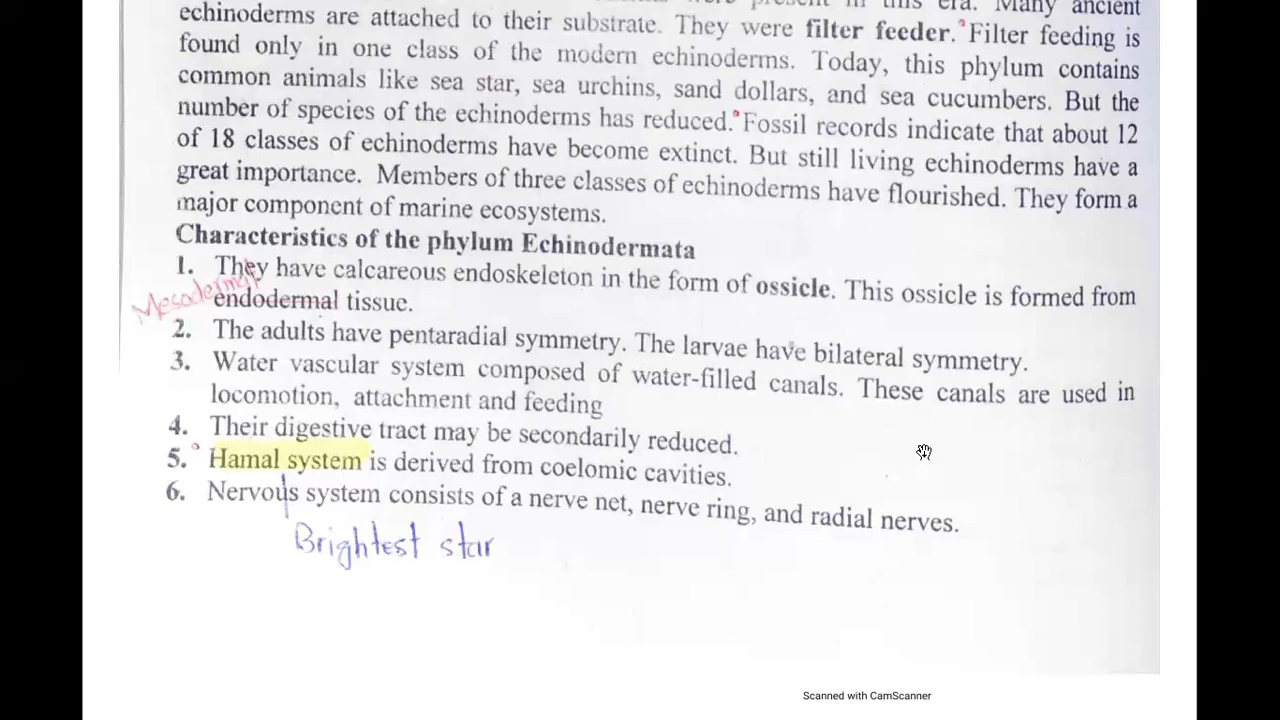 echinoderms are attached to their substrate. They were filter feeder. Filter feeding is
found only in one class of the modern echinoderms. Today, this phylum contains
common animals like sea star, sea urchins, sand dollars, and sea cucumbers. But the
number of species of the echinoderms has reduced. Fossil records indicate that about 12
of 18 classes of echinoderms have become extinct. But still living echinoderms have a
great importance. Members of three classes of echinoderms have flourished. They form a
major component of marine ecosystems.
Characteristics of the phylum Echinodermata
1. They have calcareous endoskeleton in the form of ossicle. This ossicle is formed from
Mesodermal
endodermal tissue.
2. The adults have pentaradial symmetry. The larvae have bilateral symmetry.
3. Water vascular system composed of water-filled canals. These canals are used in
locomotion, attachment and feeding
4. Their digestive tract may be secondarily reduced.
5. Hamal system is derived from coelomic cavities.
6. Nervous system consists of a nerve net, nerve ring, and radial nerves.
Brightest star
Scanned with CamScanner